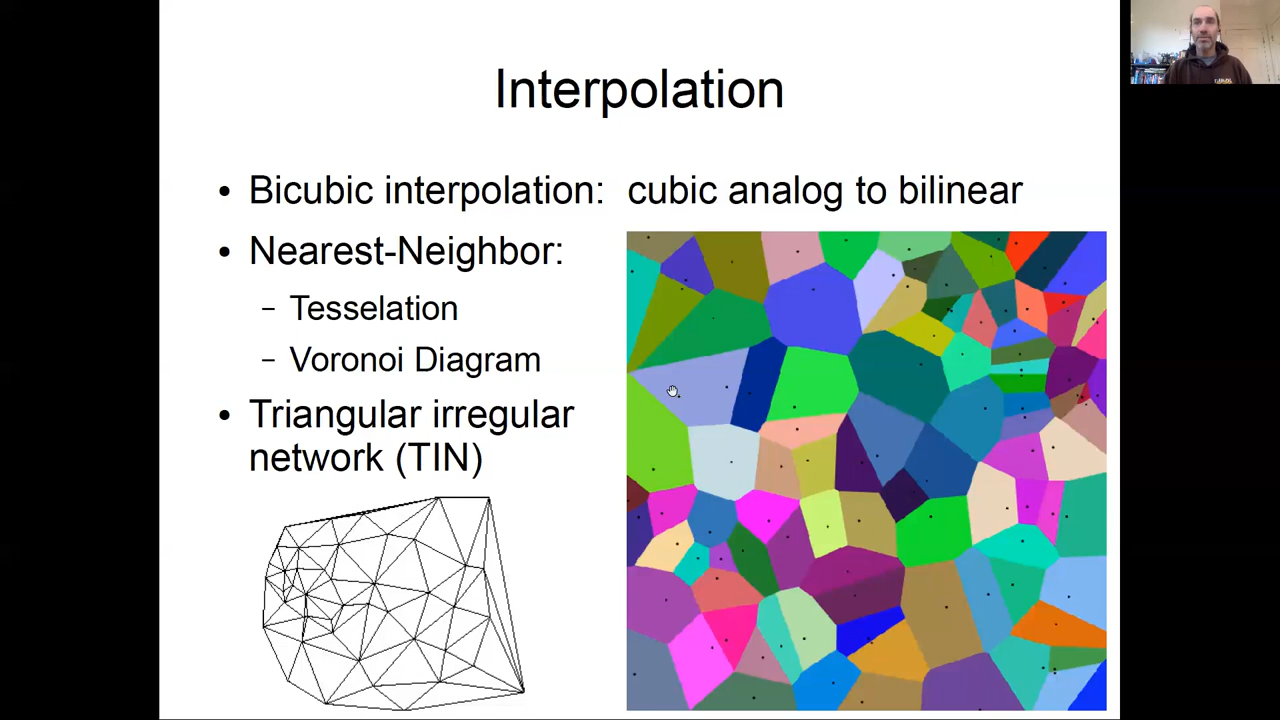 Interpolation
• Bicubic interpolation: cubic analog to bilinear
• Nearest-Neighbor:
– Tesselation
– Voronoi Diagram
• Triangular irregular
network (TIN)